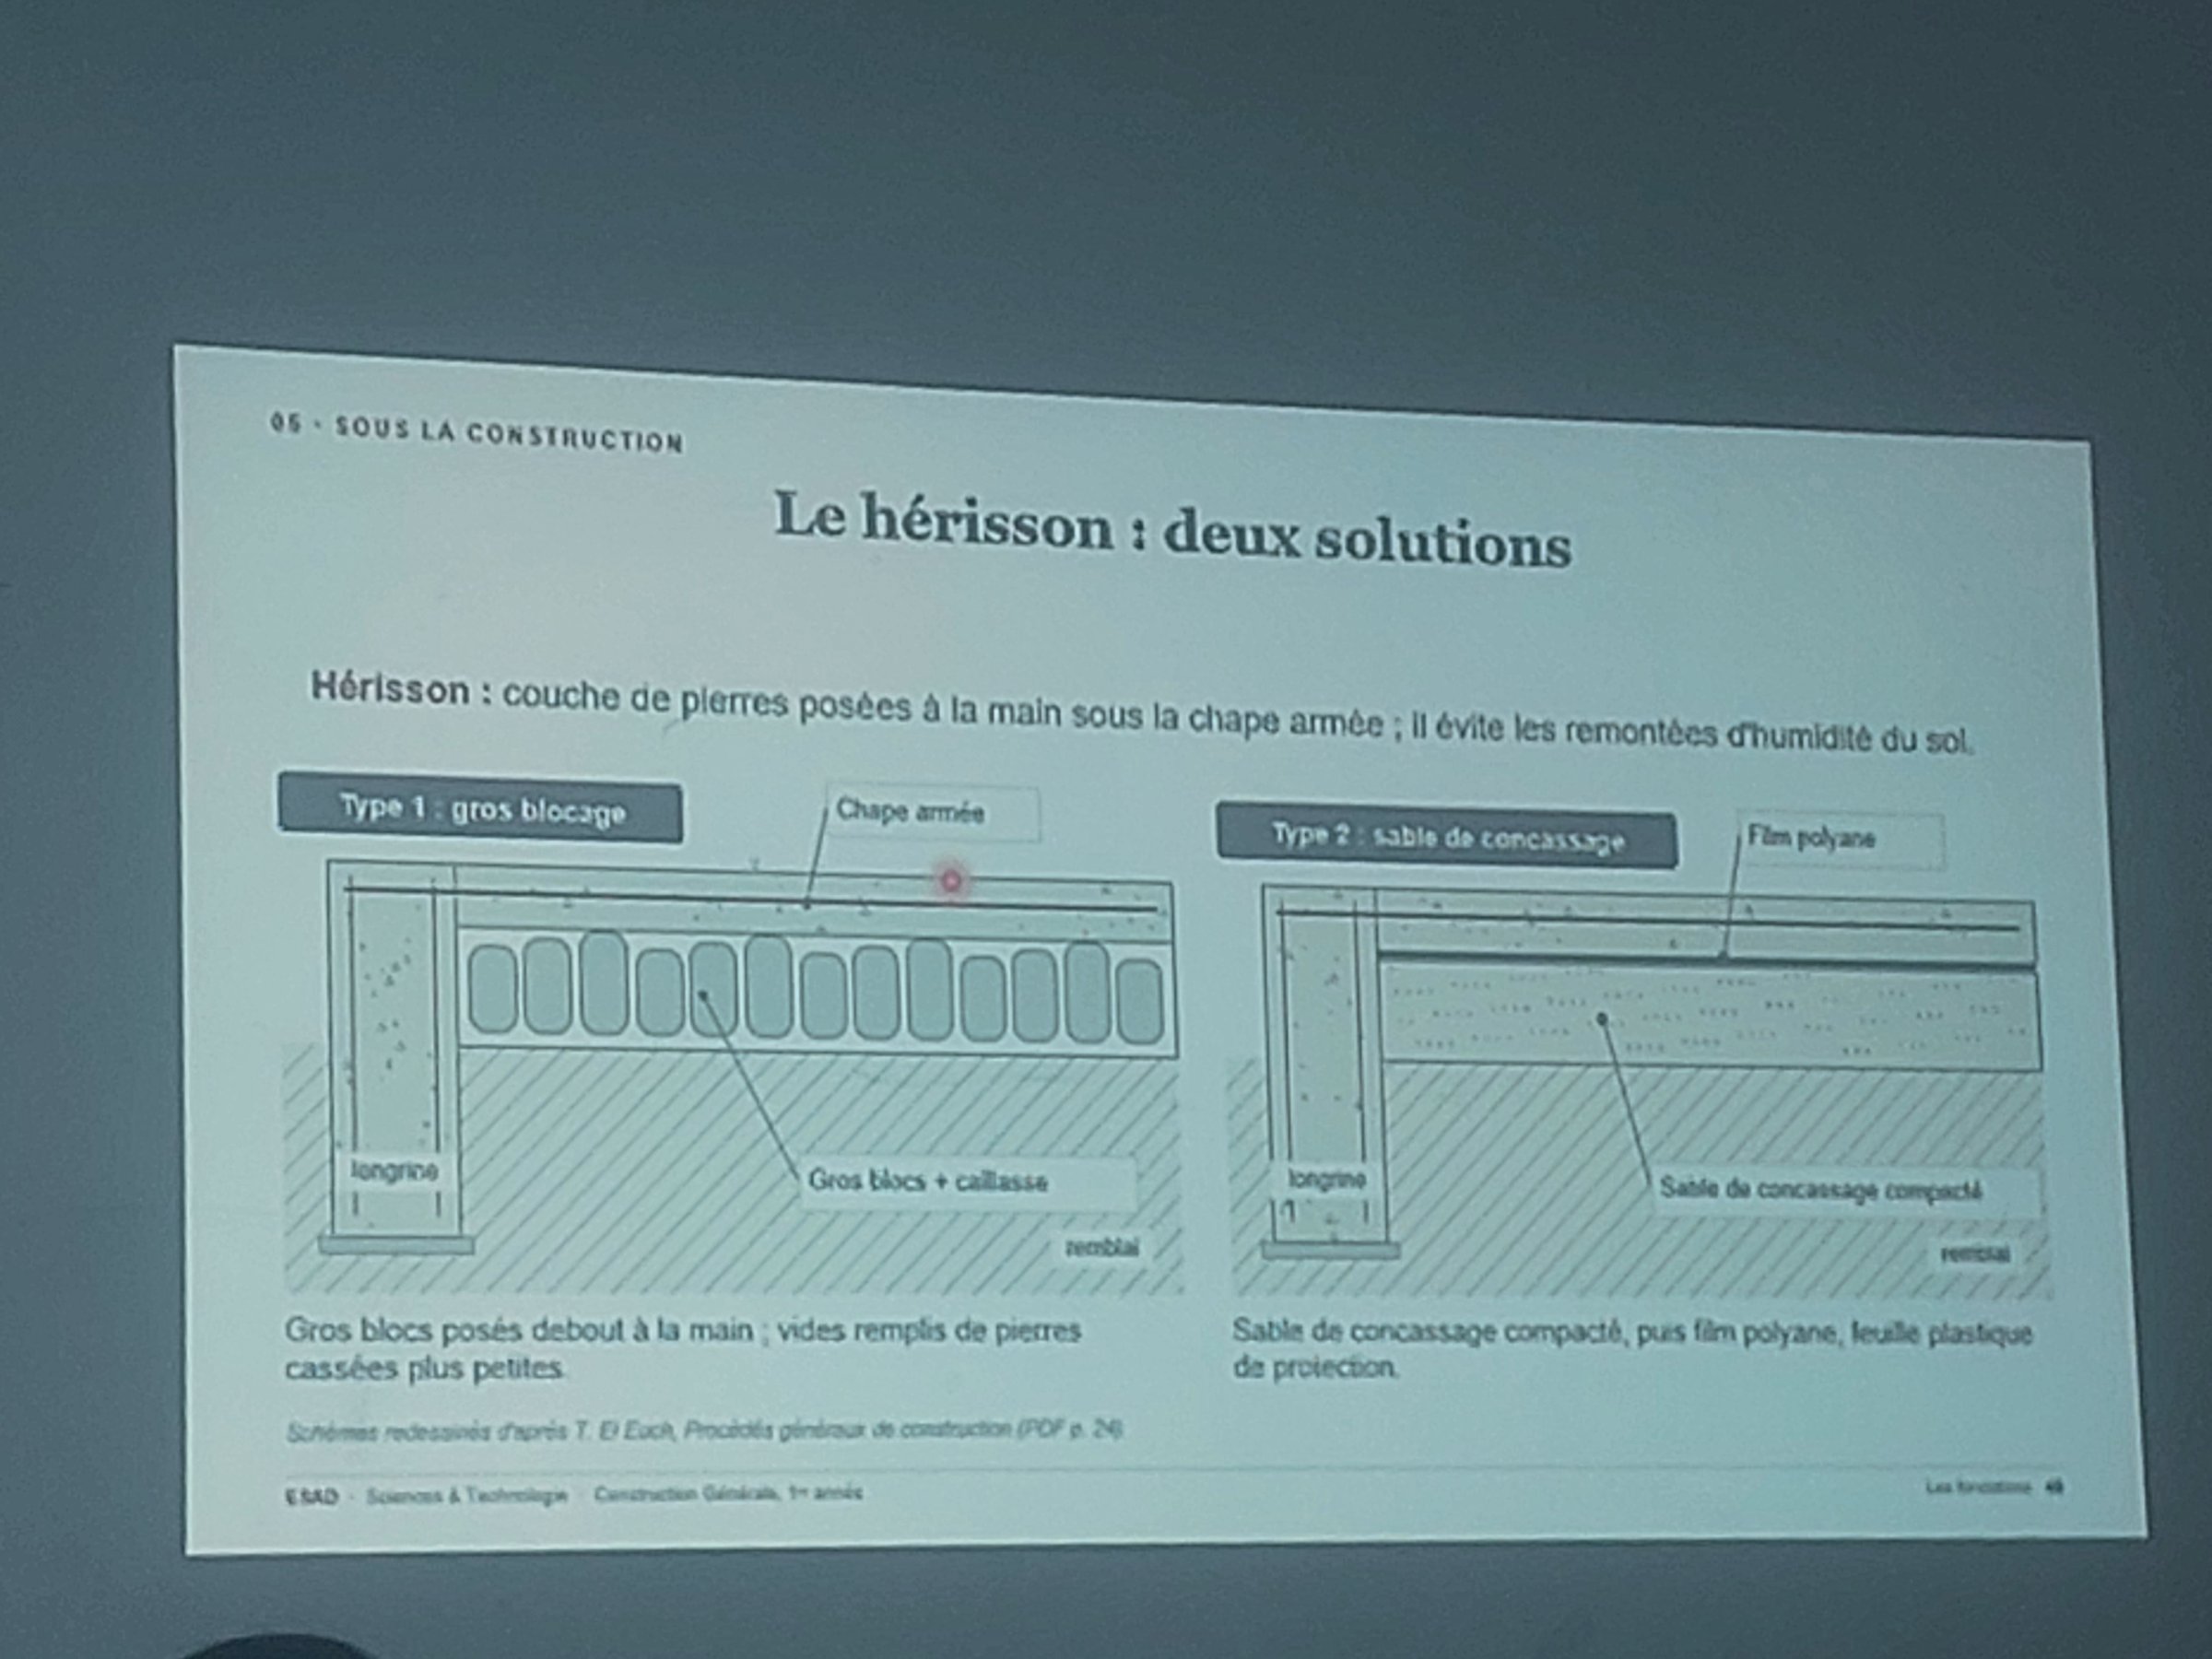 05 · SOUS LA CONSTRUCTION
Le hérisson : deux solutions
Hérisson : couche de pierres posées à la main sous la chape armée ; il évite les remontées d'humidité du sol.
Type 1 : gros blocage
Chape armée
longrine
Gros blocs + caillasse
remblai
Gros blocs posés debout à la main ; vides remplis de pierres
cassées plus petites.
Type 2 : sable de concassage
Film polyane
longrine
Sable de concassage compacté
remblai
Sable de concassage compacté, puis film polyane, feuille plastique
de protection.
Schémas redessinés d'après T. El Euch, Procédés généraux de construction (PDF p. 24)
ESAD · Sciences & Technologie · Construction Générale, 1re année
Les fondations